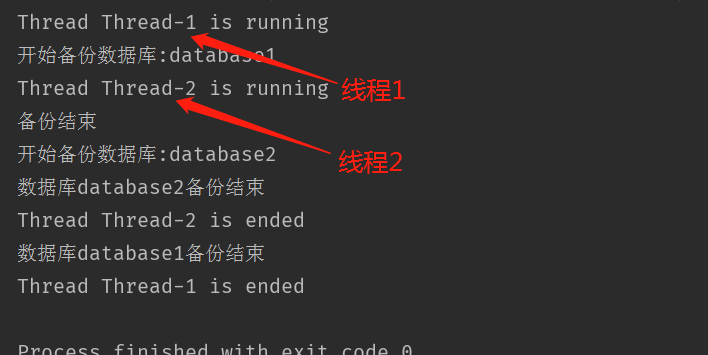 Thread Thread-1 is running
开始备份数据库:database1
Thread Thread-2 is running
线程1
备份结束
开始备份数据库:database2
线程2
数据库database2备份结束
Thread Thread-2 is ended
数据库database1备份结束
Thread Thread-1 is ended
Process finished with exit code 0